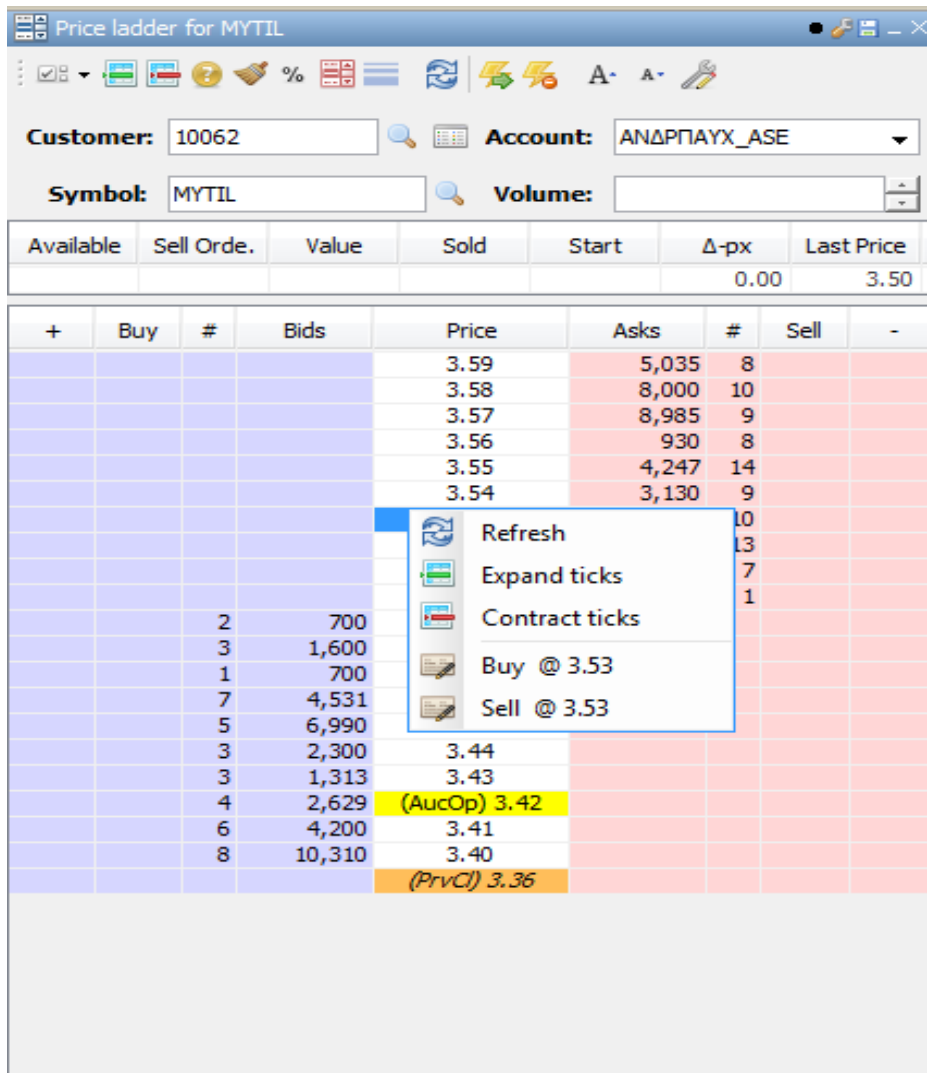 Price ladder for MYTIL
% A A
Customer: 10062 Account: ΑΝΔΡΠΑΥΧ_ASE
Symbol: MYTIL Volume:
Available Sell Orde. Value Sold Start Δ-px Last Price
0.00 3.50
+ Buy # Bids Price Asks # Sell -
3.59 5,035 8
3.58 8,000 10
3.57 8,985 9
3.56 930 8
3.55 4,247 14
3.54 3,130 9
10
Refresh
13
Expand ticks 7
1
Contract ticks
2 700
3 1,600
Buy @ 3.53
1 700
7 4,531
Sell @ 3.53
5 6,990
3 2,300 3.44
3 1,313 3.43
4 2,629 (AucOp) 3.42
6 4,200 3.41
8 10,310 3.40
(PrvCl) 3.36